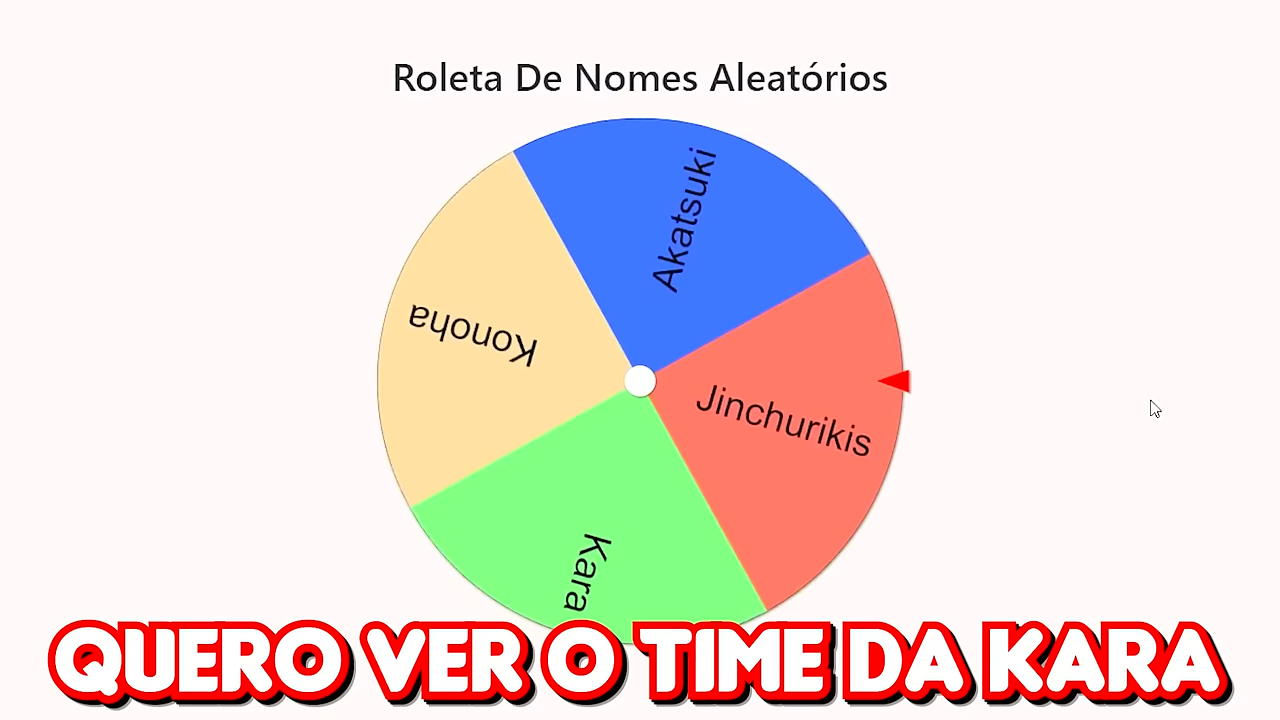 Roleta De Nomes Aleatórios
Akatsuki
Konoha
Jinchurikis
Kara
QUERO VER O TIME DA KARA